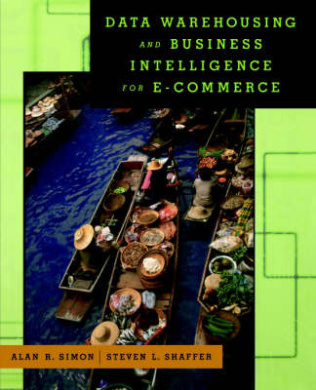 DATA WAREHOUSING
AND BUSINESS
INTELLIGENCE
FOR E-COMMERCE
ALAN R. SIMON | STEVEN L. SHAFFER